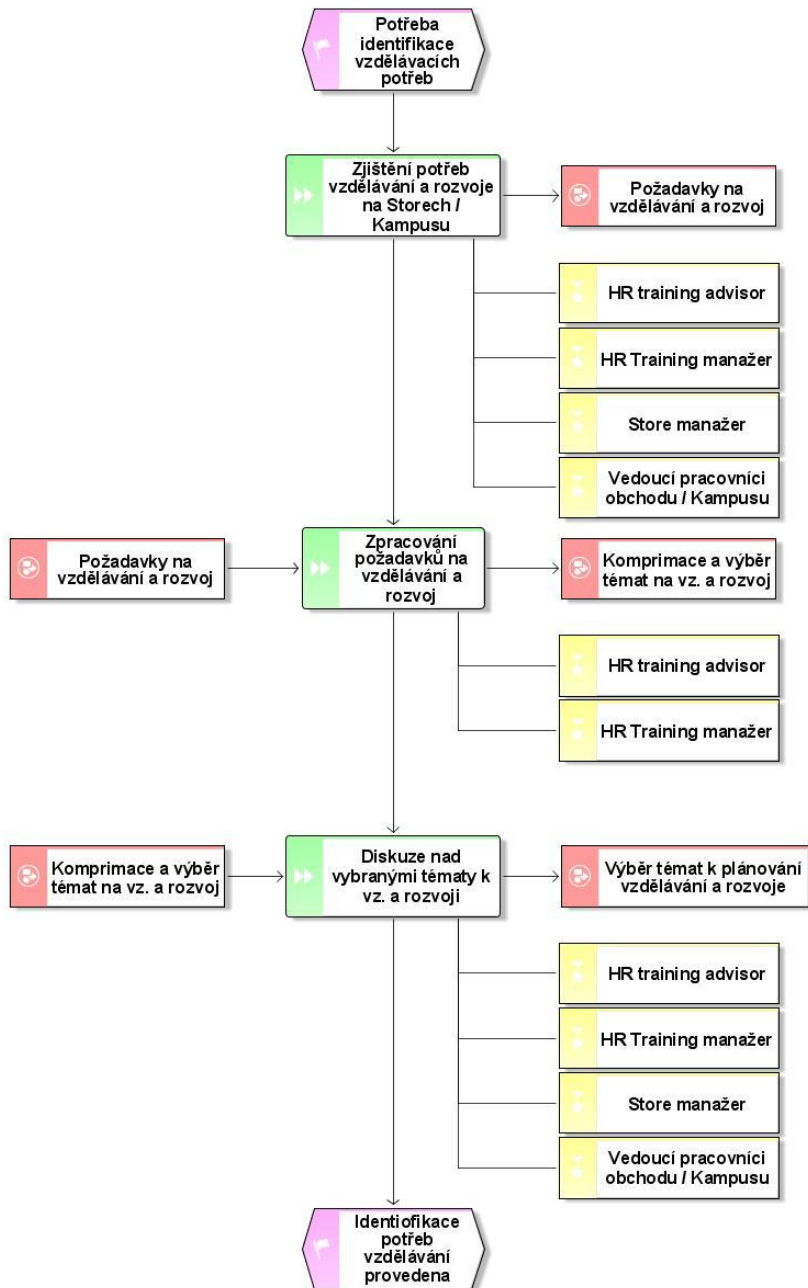 Potřeba
identifikace
vzdělávacích
potřeb
Zjištění potřeb
vzdělávání a rozvoje
na Storech /
Kampusu
Požadavky na
vzdělávání a rozvoj
HR training advisor
HR Training manažer
Store manažer
Vedoucí pracovníci
obchodu / Kampusu
Požadavky na
vzdělávání a rozvoj
Zpracování
požadavků na
vzdělávání a
rozvoj
Komprimace a výběr
témat na vz. a rozvoj
HR training advisor
HR Training manažer
Komprimace a výběr
témat na vz. a rozvoj
Diskuze nad
vybranými tématy k
vz. a rozvoji
Výběr témat k plánování
vzdělávání a rozvoje
HR training advisor
HR Training manažer
Store manažer
Vedoucí pracovníci
obchodu / Kampusu
Identiofikace
potřeb
vzdělávání
provedena